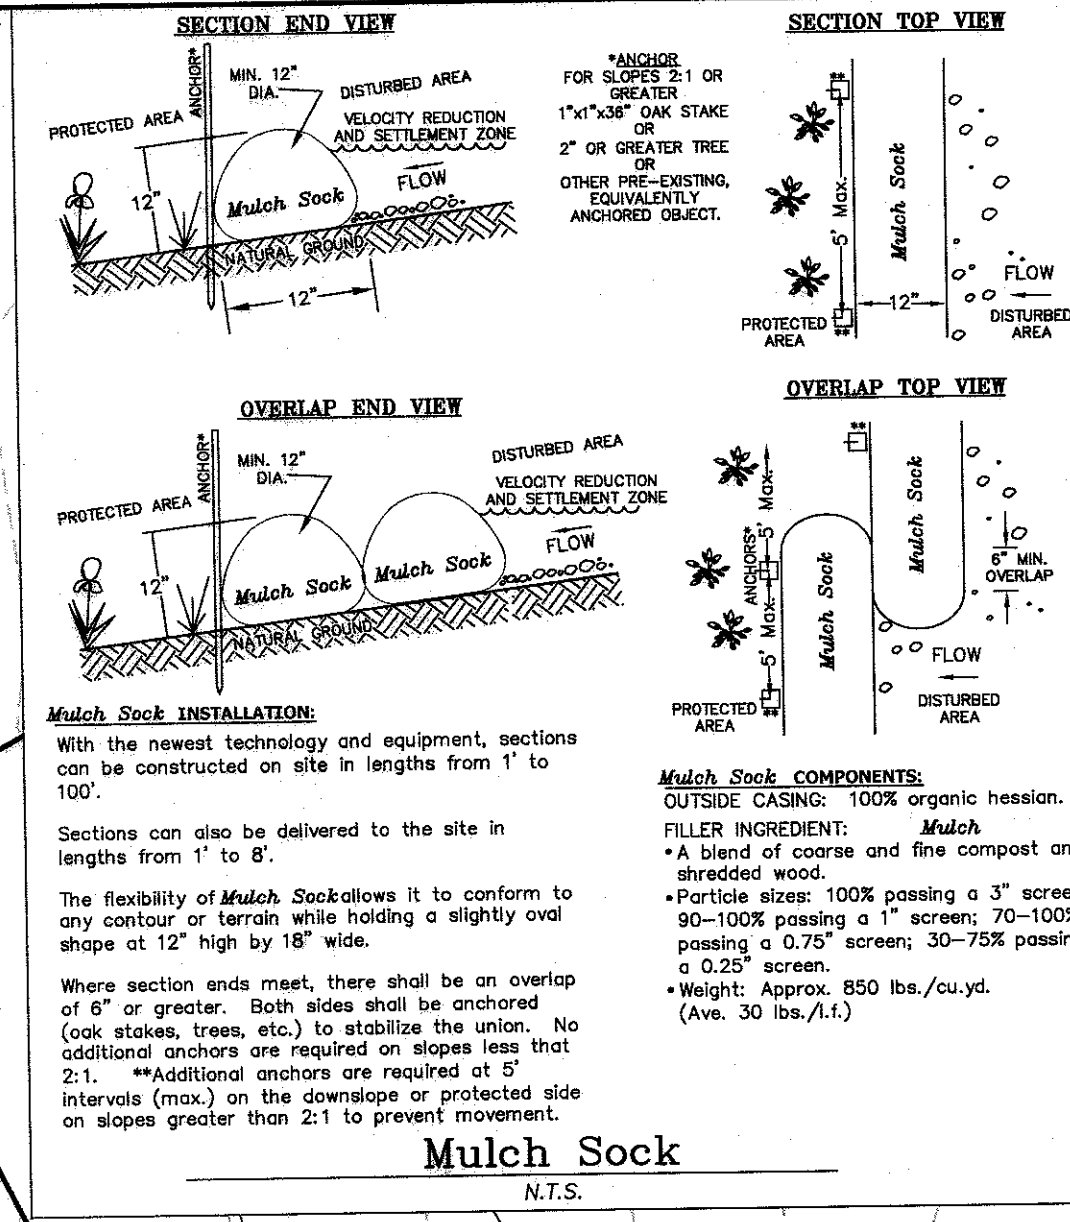 SECTION END VIEW
ANCHOR*
MIN. 12"
DIA.
DISTURBED AREA
PROTECTED AREA
VELOCITY REDUCTION
AND SETTLEMENT ZONE
FLOW
12"
Mulch Sock
NATURAL GROUND
12"
*ANCHOR
FOR SLOPES 2:1 OR
GREATER
1"x1"x36" OAK STAKE
OR
2" OR GREATER TREE
OR
OTHER PRE-EXISTING,
EQUIVALENTLY
ANCHORED OBJECT.
SECTION TOP VIEW
**
5' Max.
Mulch Sock
12"
FLOW
DISTURBED
AREA
PROTECTED
AREA
**
OVERLAP END VIEW
ANCHOR*
MIN. 12"
DIA.
DISTURBED AREA
PROTECTED AREA
VELOCITY REDUCTION
AND SETTLEMENT ZONE
FLOW
12"
Mulch Sock
Mulch Sock
NATURAL GROUND
OVERLAP TOP VIEW
**
5' Max.
ANCHORS*
5' Max.
Mulch Sock
Mulch Sock
6" MIN.
OVERLAP
FLOW
DISTURBED
AREA
PROTECTED
AREA
**
Mulch Sock INSTALLATION:
With the newest technology and equipment, sections
can be constructed on site in lengths from 1' to
100'.
Sections can also be delivered to the site in
lengths from 1' to 8'.
The flexibility of Mulch Sock allows it to conform to
any contour or terrain while holding a slightly oval
shape at 12" high by 18" wide.
Where section ends meet, there shall be an overlap
of 6" or greater. Both sides shall be anchored
(oak stakes, trees, etc.) to stabilize the union. No
additional anchors are required on slopes less that
2:1. **Additional anchors are required at 5'
intervals (max.) on the downslope or protected side
on slopes greater than 2:1 to prevent movement.
Mulch Sock COMPONENTS:
OUTSIDE CASING: 100% organic hessian.
FILLER INGREDIENT: Mulch
• A blend of coarse and fine compost an
shredded wood.
• Particle sizes: 100% passing a 3" scree
90-100% passing a 1" screen; 70-100%
passing a 0.75" screen; 30-75% passin
a 0.25" screen.
• Weight: Approx. 850 lbs./cu.yd.
(Ave. 30 lbs./l.f.)
Mulch Sock
N.T.S.